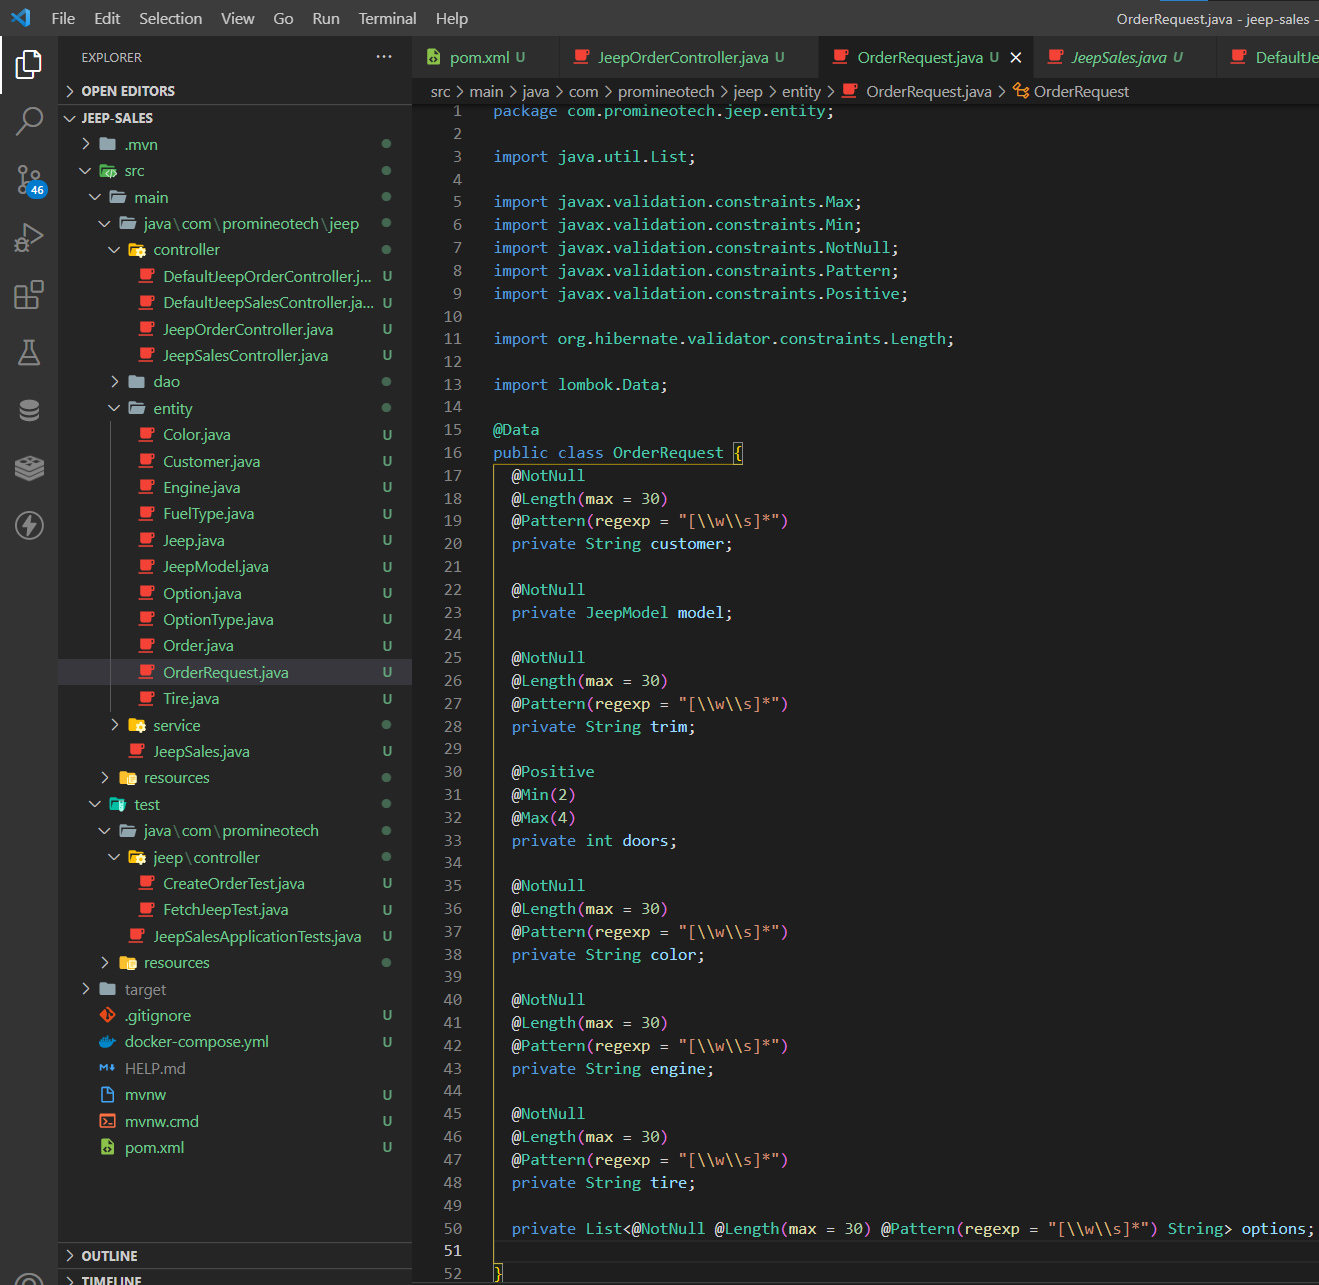 File Edit Selection View Go Run Terminal Help
OrderRequest.java - jeep-sales -
EXPLORER
OPEN EDITORS
JEEP-SALES
.mvn
src
main
java\com\promineotech\jeep
controller
DefaultJeepOrderController.j... U
DefaultJeepSalesController.ja... U
JeepOrderController.java U
JeepSalesController.java U
dao
entity
Color.java U
Customer.java U
Engine.java U
FuelType.java U
Jeep.java U
JeepModel.java U
Option.java U
OptionType.java U
Order.java U
OrderRequest.java U
Tire.java U
service
JeepSales.java U
resources
test
java\com\promineotech
jeep\controller
CreateOrderTest.java U
FetchJeepTest.java U
JeepSalesApplicationTests.java U
resources
target
.gitignore U
docker-compose.yml U
HELP.md
mvnw U
mvnw.cmd U
pom.xml U
OUTLINE
TIMELINE
46
pom.xml U
JeepOrderController.java U
OrderRequest.java U
JeepSales.java U
DefaultJe
src > main > java > com > promineotech > jeep > entity > OrderRequest.java > OrderRequest
1 package com.promineotech.jeep.entity;
2
3 import java.util.List;
4
5 import javax.validation.constraints.Max;
6 import javax.validation.constraints.Min;
7 import javax.validation.constraints.NotNull;
8 import javax.validation.constraints.Pattern;
9 import javax.validation.constraints.Positive;
10
11 import org.hibernate.validator.constraints.Length;
12
13 import lombok.Data;
14
15 @Data
16 public class OrderRequest {
17 @NotNull
18 @Length(max = 30)
19 @Pattern(regexp = "[\\w\\s]*")
20 private String customer;
21
22 @NotNull
23 private JeepModel model;
24
25 @NotNull
26 @Length(max = 30)
27 @Pattern(regexp = "[\\w\\s]*")
28 private String trim;
29
30 @Positive
31 @Min(2)
32 @Max(4)
33 private int doors;
34
35 @NotNull
36 @Length(max = 30)
37 @Pattern(regexp = "[\\w\\s]*")
38 private String color;
39
40 @NotNull
41 @Length(max = 30)
42 @Pattern(regexp = "[\\w\\s]*")
43 private String engine;
44
45 @NotNull
46 @Length(max = 30)
47 @Pattern(regexp = "[\\w\\s]*")
48 private String tire;
49
50 private List<@NotNull @Length(max = 30) @Pattern(regexp = "[\\w\\s]*") String> options;
51
52 }